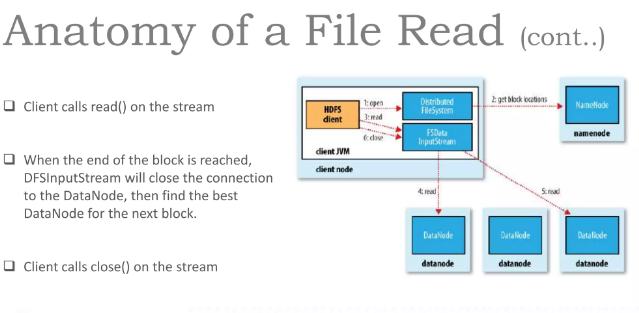 Anatomy of a File Read (cont..)
Client calls read() on the stream
When the end of the block is reached,
DFSInputStream will close the connection
to the DataNode, then find the best
DataNode for the next block.
Client calls close() on the stream
HDFS
client
1: open
3: read
6: close
Distributed
FileSystem
FSData
InputStream
client JVM
client node
2: get block locations
NameNode
namenode
4: read
5: read
DataNode
datanode
DataNode
datanode
DataNode
datanode